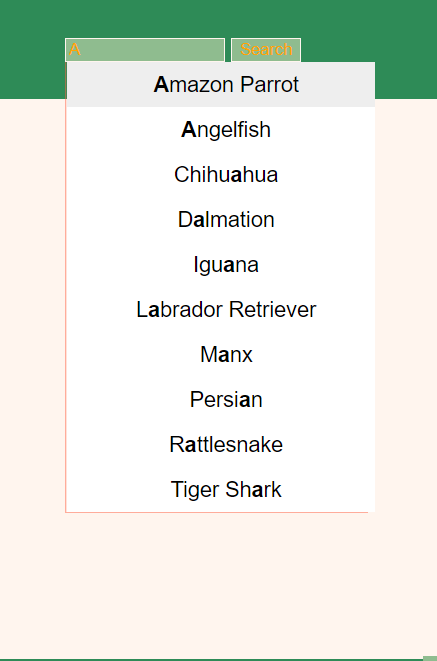 A Search
Amazon Parrot
Angelfish
Chihuahua
Dalmation
Iguana
Labrador Retriever
Manx
Persian
Rattlesnake
Tiger Shark